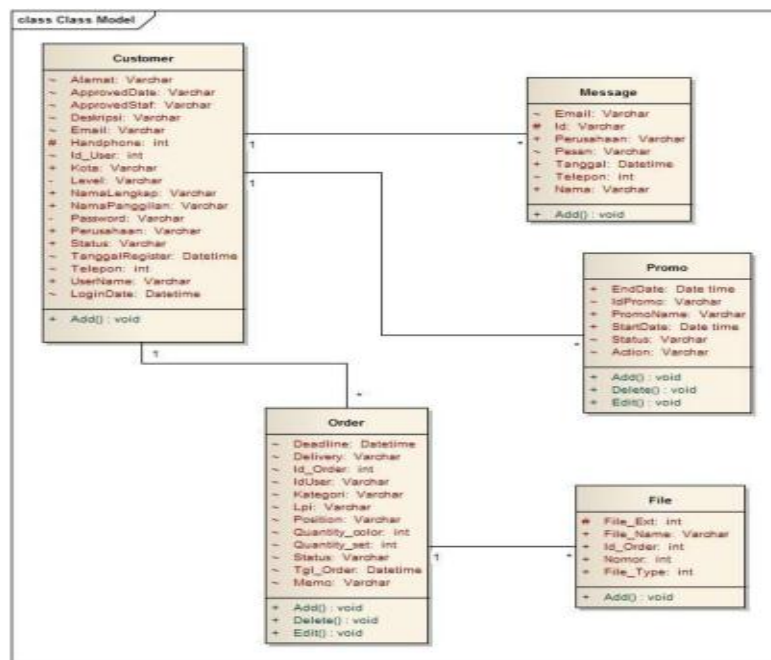 class Class Model
Customer
~ Alamat: Varchar
~ ApprovedDate: Varchar
~ ApprovedStaf: Varchar
~ Deskripsi: Varchar
~ Email: Varchar
# Handphone: int
~ Id_User: int
+ Kota: Varchar
- Level: Varchar
+ NamaLengkap: Varchar
+ NamaPanggilan: Varchar
- Password: Varchar
+ Perusahaan: Varchar
+ Status: Varchar
~ TanggalRegister: Datetime
~ Telepon: int
+ UserName: Varchar
~ LoginDate: Datetime
+ Add() : void
1
*
1
*
1
*
Message
~ Email: Varchar
# Id: Varchar
+ Perusahaan: Varchar
~ Pesan: Varchar
+ Tanggal: Datetime
~ Telepon: int
+ Nama: Varchar
+ Add() : void
Promo
+ EndDate: Date time
~ IdPromo: Varchar
+ PromoName: Varchar
+ StartDate: Date time
~ Status: Varchar
~ Action: Varchar
+ Add() : void
+ Delete() : void
+ Edit() : void
Order
~ Deadline: Datetime
~ Delivery: Varchar
~ Id_Order: int
~ IdUser: Varchar
~ Kategori: Varchar
~ Lpi: Varchar
~ Position: Varchar
~ Quantity_color: int
~ Quantity_set: int
~ Status: Varchar
~ Tgl_Order: Datetime
~ Memo: Varchar
+ Add() : void
+ Delete() : void
+ Edit() : void
1
*
File
# File_Ext: int
+ File_Name: Varchar
+ Id_Order: int
+ Nomor: int
+ File_Type: int
+ Add() : void